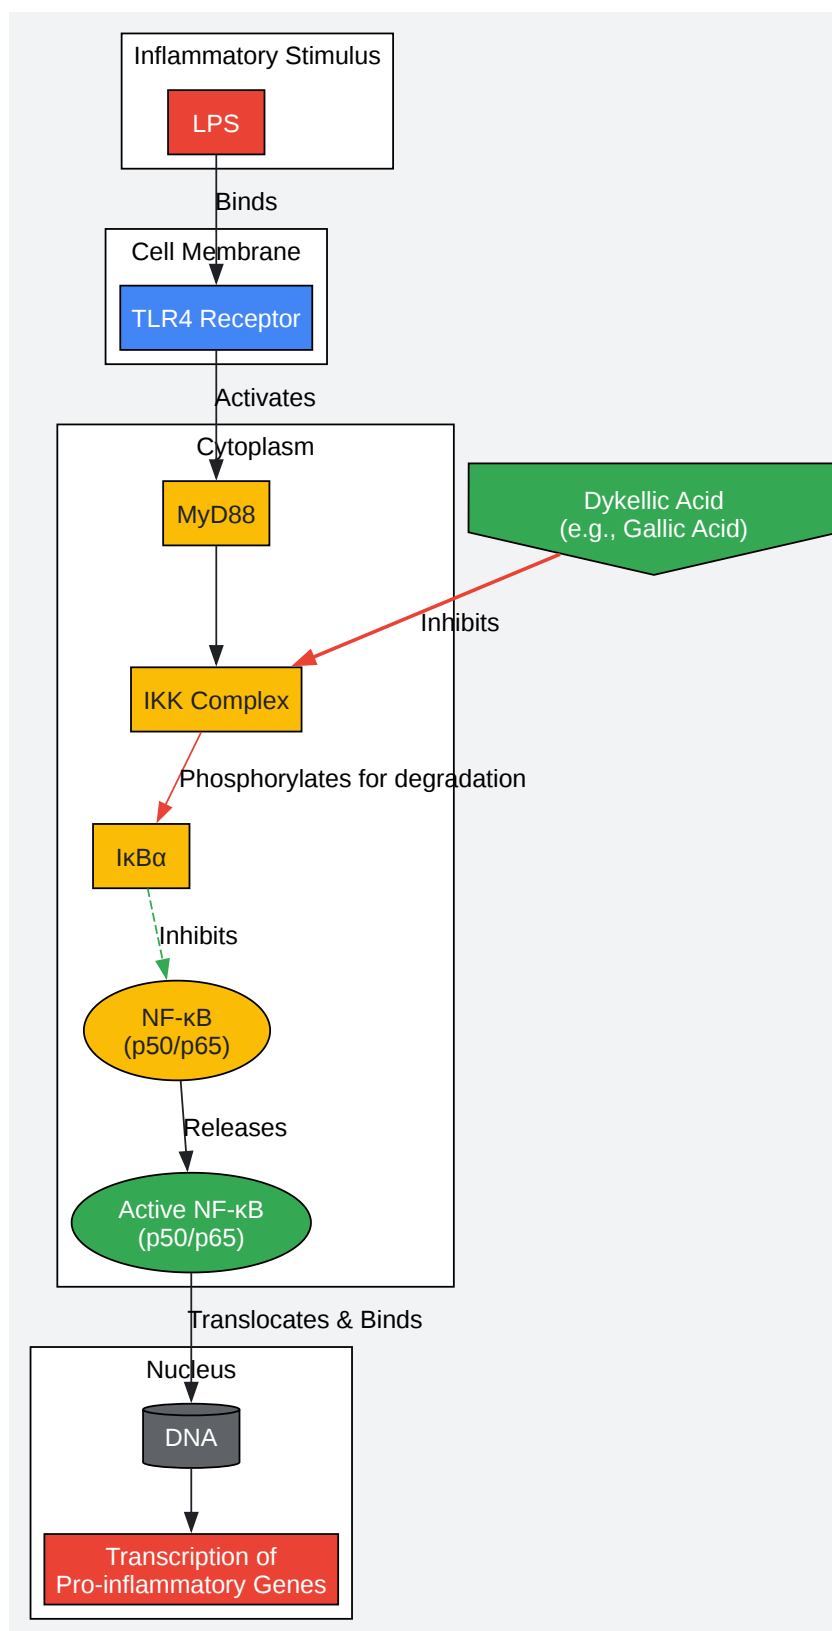 Inflammatory Stimulus
LPS
Binds
Cell Membrane
TLR4 Receptor
Activates
Cytoplasm
MyD88
Dykellic Acid
(e.g., Gallic Acid)
Inhibits
IKK Complex
Phosphorylates for degradation
IκBα
Inhibits
NF-κB
(p50/p65)
Releases
Active NF-κB
(p50/p65)
Translocates & Binds
Nucleus
DNA
Transcription of
Pro-inflammatory Genes